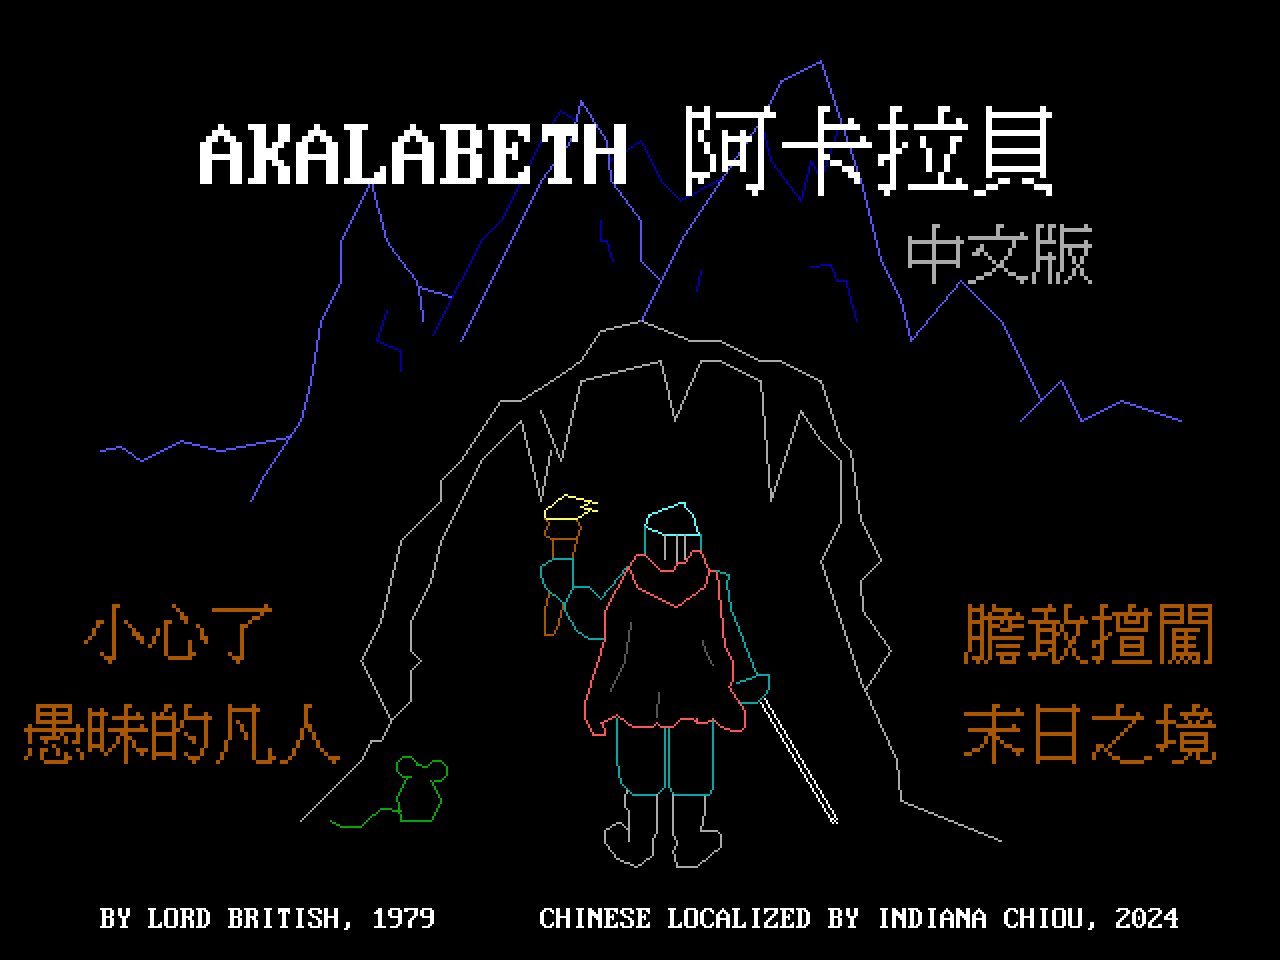 AKALABETH 阿卡拉貝
中文版
小心了
愚昧的凡人
膽敢擅闖
末日之境
BY LORD BRITISH, 1979
CHINESE LOCALIZED BY INDIANA CHIOU, 2024